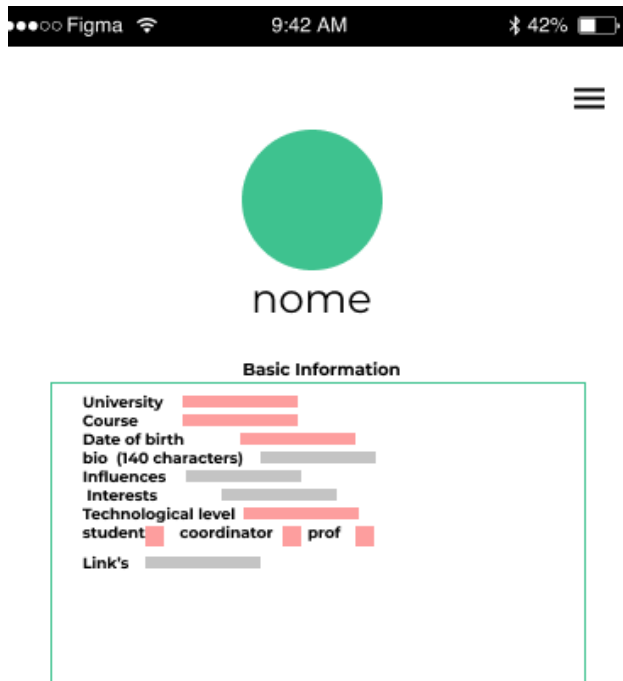 Figma 9:42 AM 42%
nome
Basic Information
University
Course
Date of birth
bio (140 characters)
Influences
Interests
Technological level
student coordinator prof
Link's